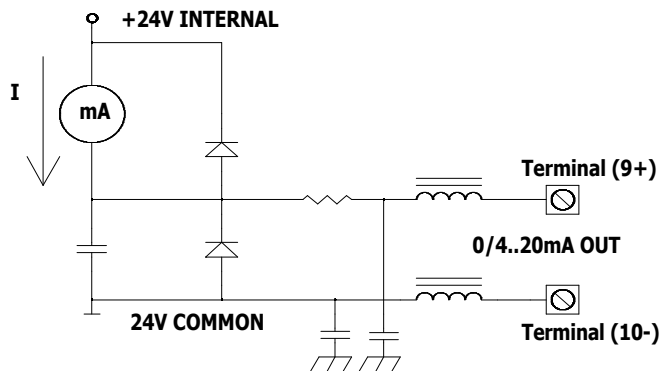 +24V INTERNAL
I
mA
Terminal (9+)
0/4..20mA OUT
24V COMMON
Terminal (10-)